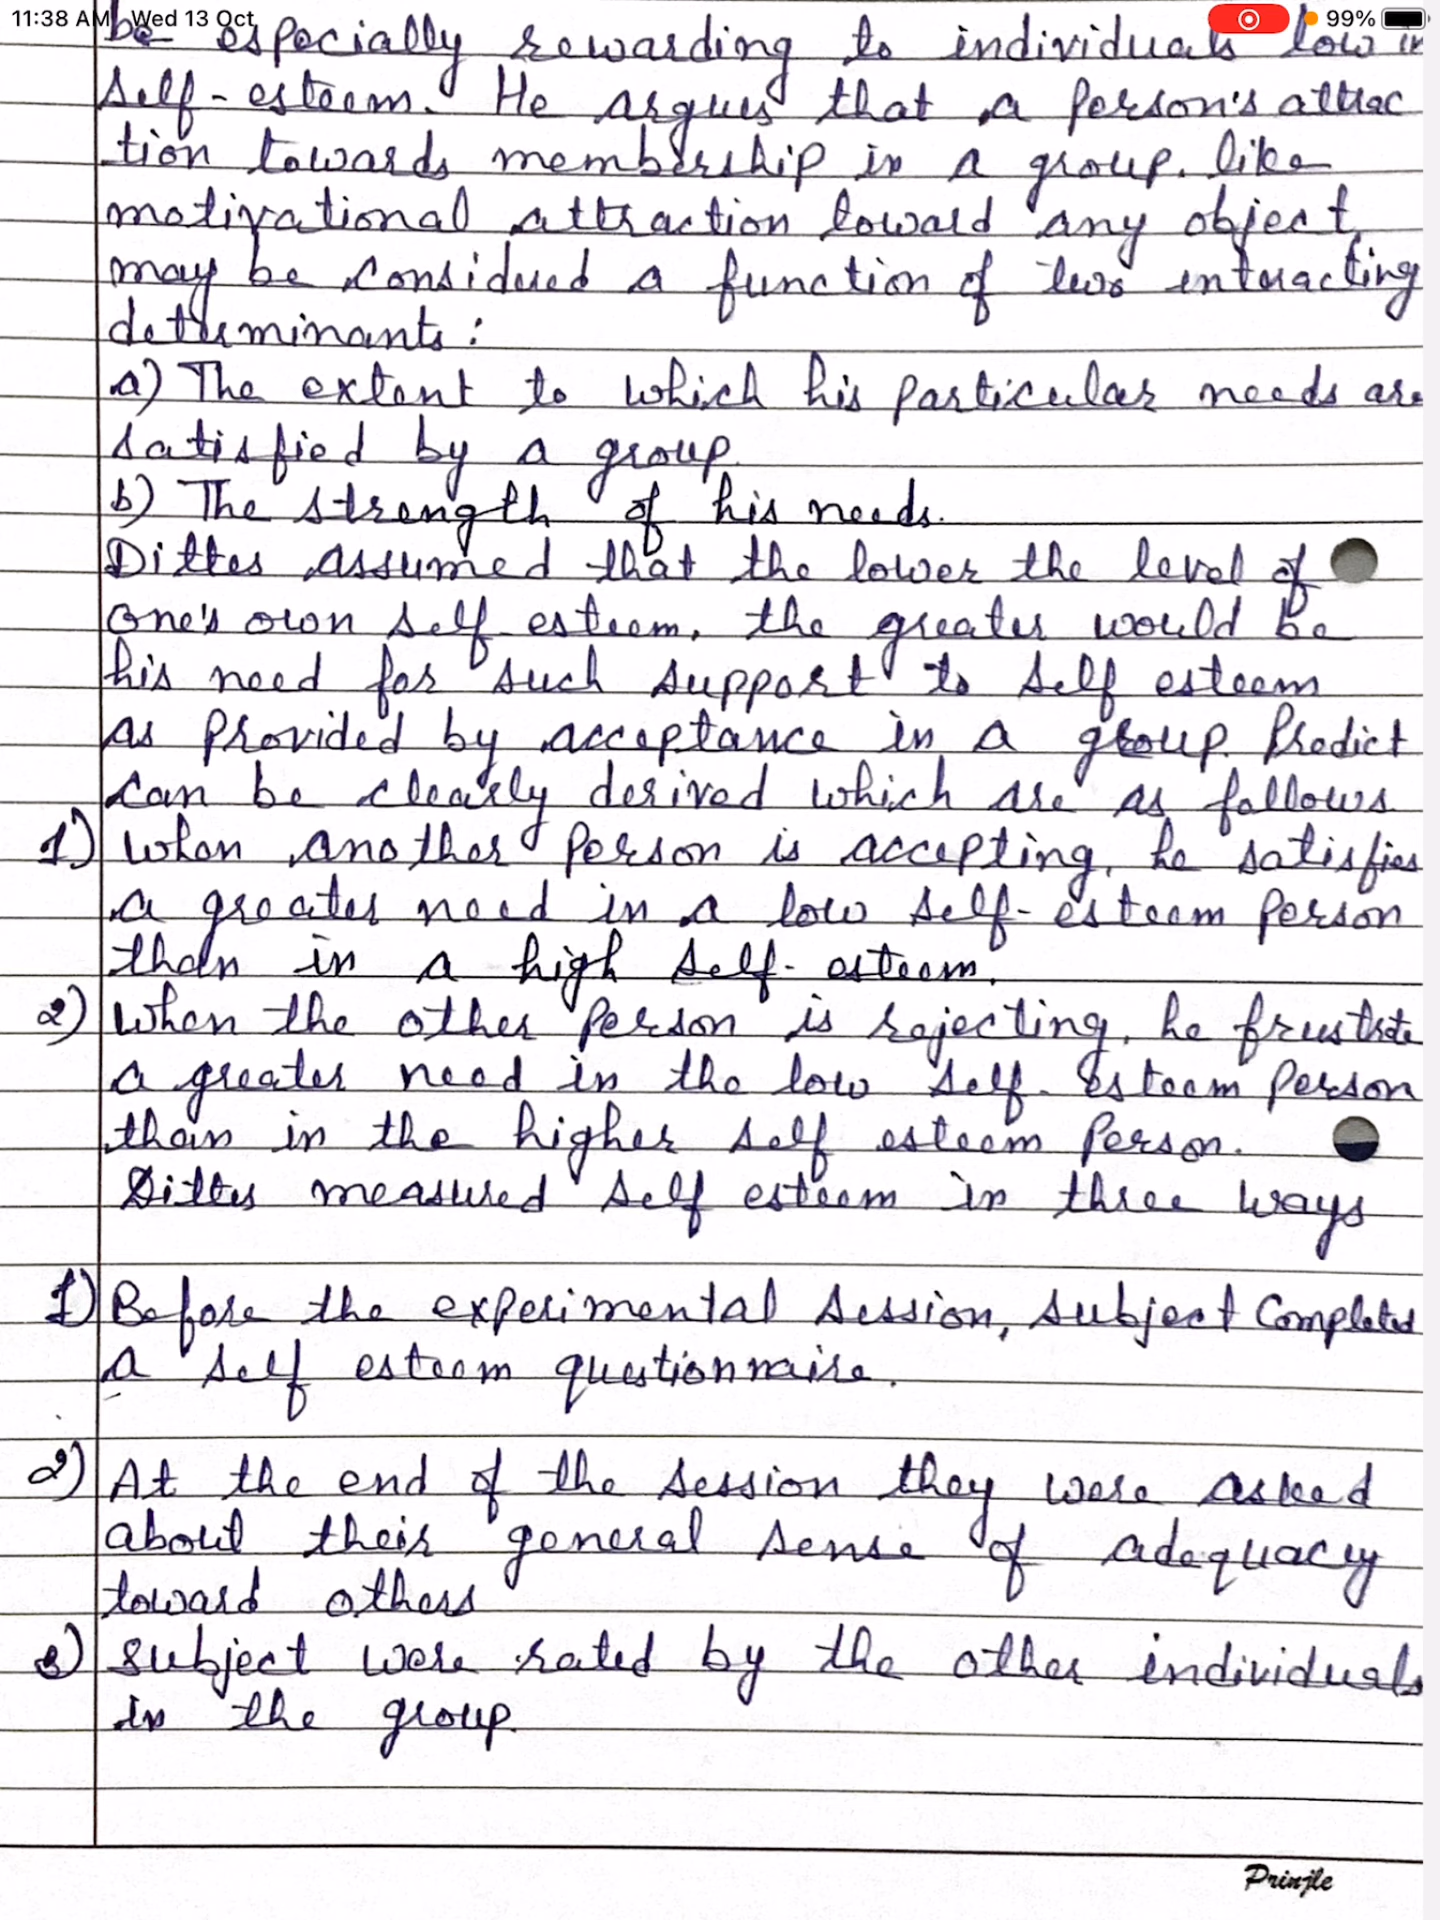 11:38 AM Wed 13 Oct 99%
be especially rewarding to individuals low in
self-esteem. He argues that a person's attrac
tion towards membership in a group. like
motivational attraction toward any object,
may be considered a function of two interacting
determinants:
a) The extent to which his particular needs are
satisfied by a group.
b) The strength of his needs.
Dittes assumed that the lower the level of
one's own self esteem, the greater would be
his need for such support to self esteem
as provided by acceptance in a group. Predict
can be clearly derived which are as follows.
1) When another person is accepting, he satisfies
a greater need in a low self-esteem person
than in a high self-esteem.
2) When the other person is rejecting, he frustrate
a greater need in the low self-esteem person
than in the higher self esteem person.
Dittes measured self esteem in three ways
1) Before the experimental session, subject completed
a self esteem questionnaire.
2) At the end of the session they were asked
about their general sense of adequacy
toward others
3) Subject were rated by the other individuals
in the group.
Prinjle